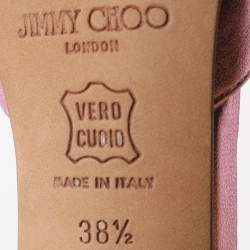 JIMMY CHOO
LONDON
VERO
CUOIO
MADE IN ITALY
38½